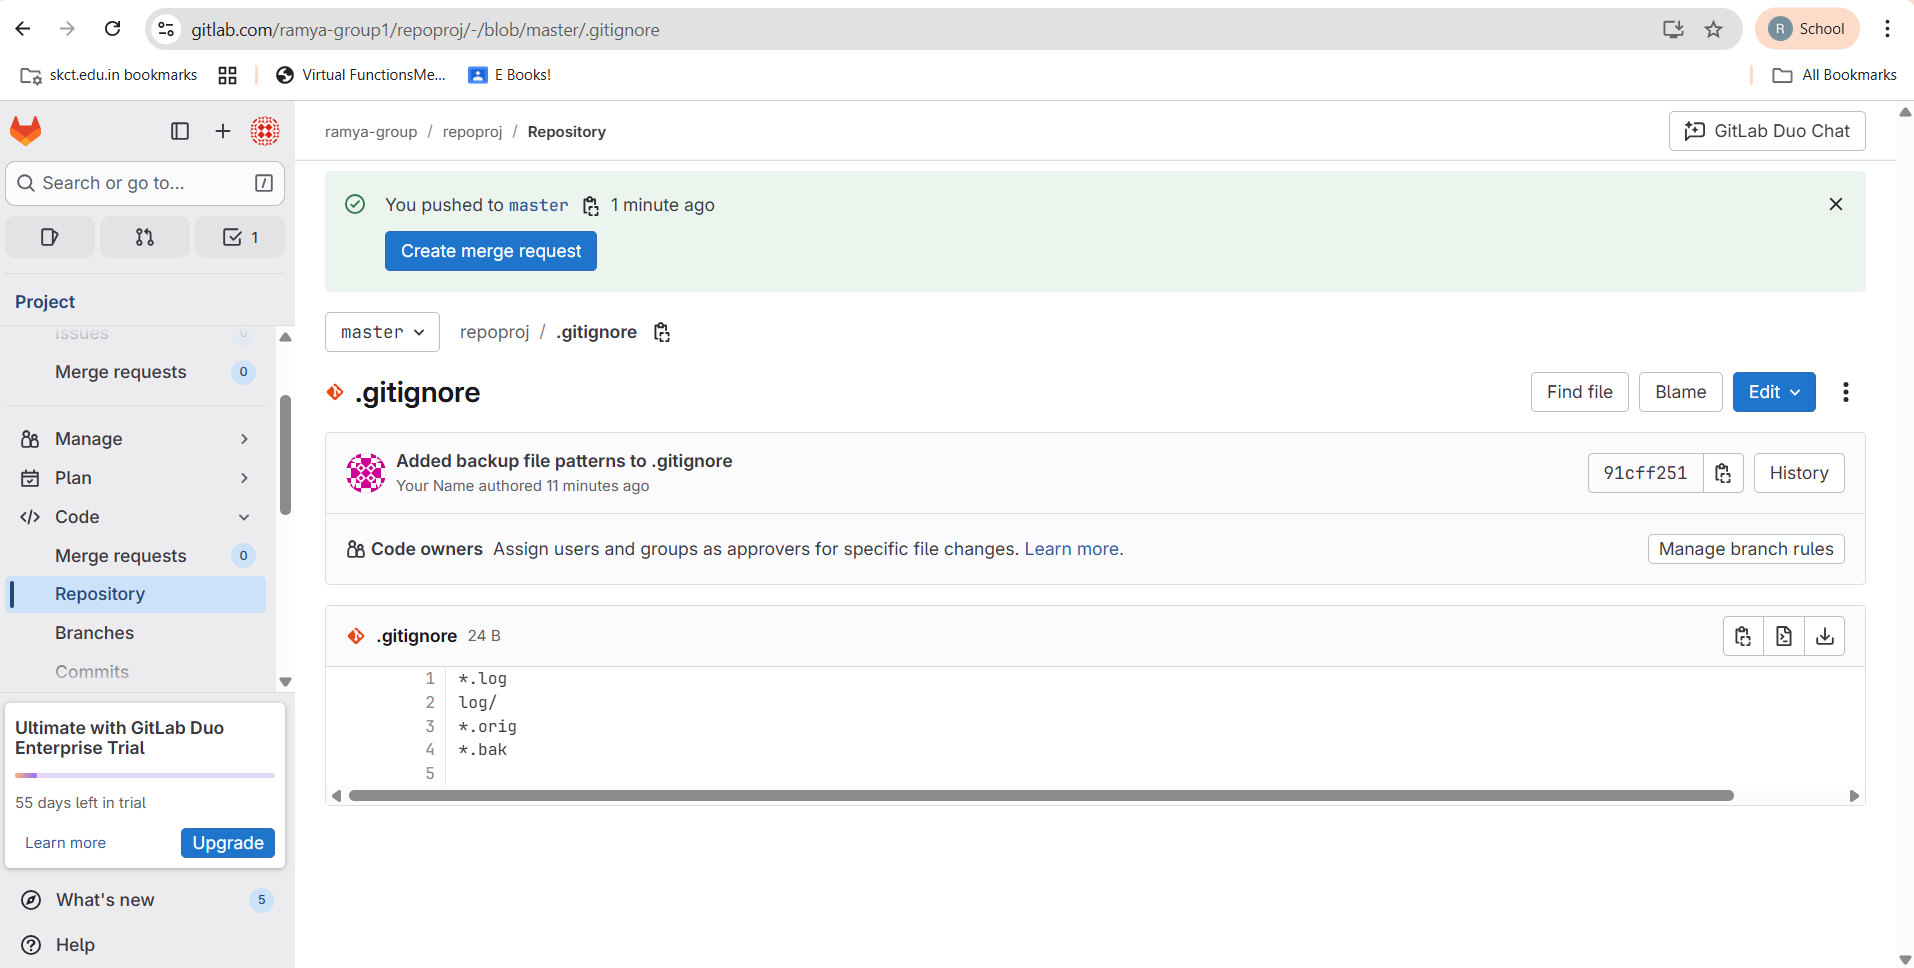 gitlab.com/ramya-group1/repoproj/-/blob/master/.gitignore
R School
skct.edu.in bookmarks
Virtual FunctionsMe...
E Books!
All Bookmarks
ramya-group / repoproj / Repository
GitLab Duo Chat
Search or go to... /
1
You pushed to master 1 minute ago
Create merge request
Project
Issues 0
Merge requests 0
Manage
Plan
Code
Merge requests 0
Repository
Branches
Commits
Ultimate with GitLab Duo
Enterprise Trial
55 days left in trial
Learn more
Upgrade
What's new 5
Help
master
repoproj / .gitignore
.gitignore
Find file
Blame
Edit
Added backup file patterns to .gitignore
Your Name authored 11 minutes ago
91cff251
History
Code owners Assign users and groups as approvers for specific file changes. Learn more.
Manage branch rules
.gitignore 24 B
1 *.log
2 log/
3 *.orig
4 *.bak
5